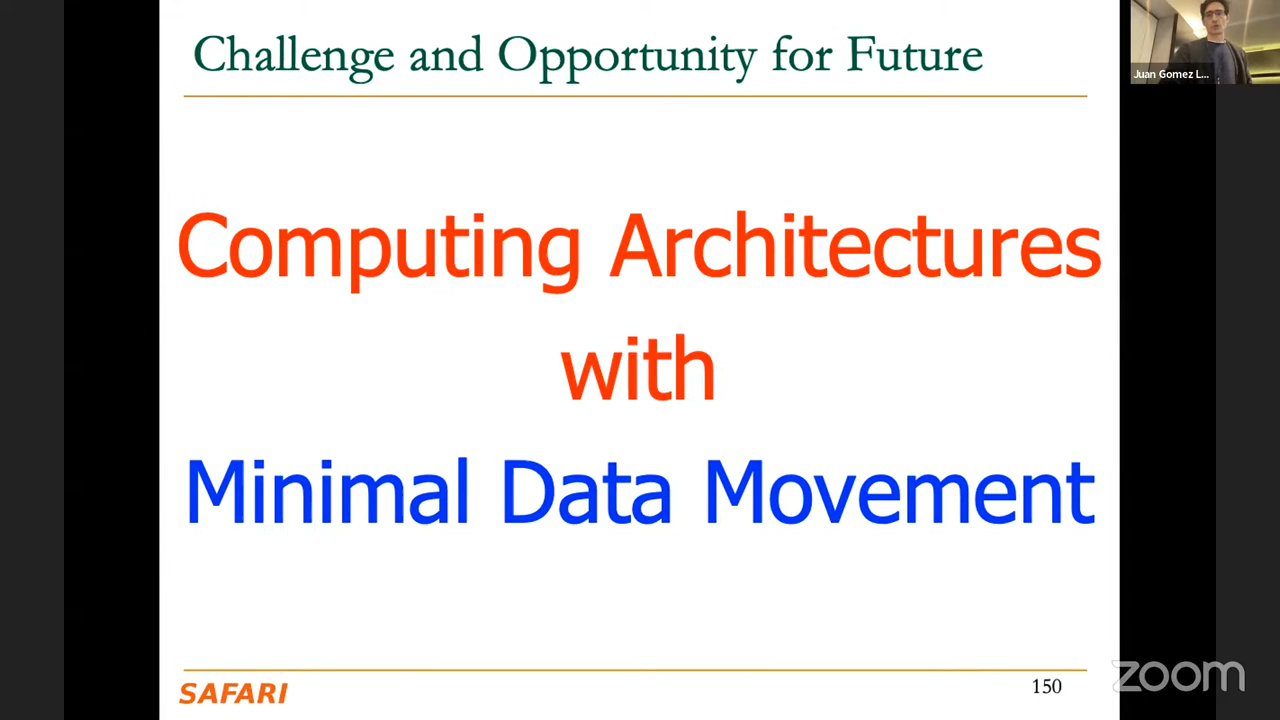 Challenge and Opportunity for Future
Juan Gomez L...
Computing Architectures
with
Minimal Data Movement
SAFARI
150
zoom